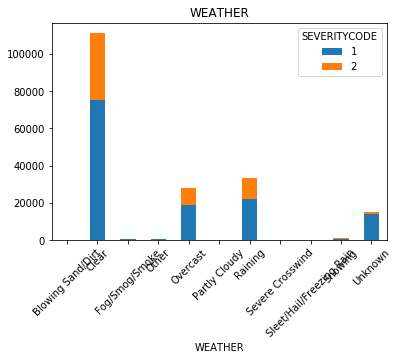 WEATHER
SEVERITYCODE
1
2
100000
80000
60000
40000
20000
0
Blowing Sand/Dirt
Clear
Fog/Smog/Smoke
Other
Overcast
Partly Cloudy
Raining
Severe Crosswind
Sleet/Hail/Freezing Rain
Snowing
Unknown
WEATHER